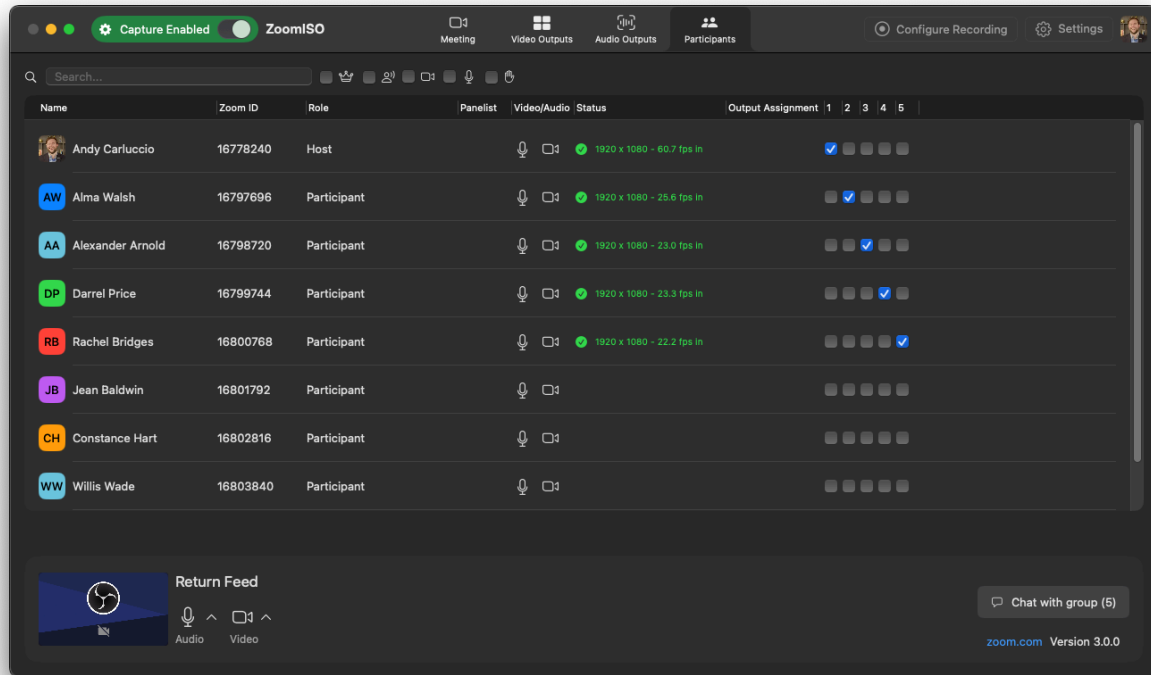 Capture Enabled ZoomISO
Meeting Video Outputs Audio Outputs Participants
Configure Recording Settings
Search...
Name Zoom ID Role Panelist Video/Audio Status Output Assignment 1 2 3 4 5
Andy Carluccio 16778240 Host 1920 x 1080 - 60.7 fps in
AW Alma Walsh 16797696 Participant 1920 x 1080 - 25.6 fps in
AA Alexander Arnold 16798720 Participant 1920 x 1080 - 23.0 fps in
DP Darrel Price 16799744 Participant 1920 x 1080 - 23.3 fps in
RB Rachel Bridges 16800768 Participant 1920 x 1080 - 22.2 fps in
JB Jean Baldwin 16801792 Participant
CH Constance Hart 16802816 Participant
WW Willis Wade 16803840 Participant
Return Feed
Audio Video
Chat with group (5)
zoom.com Version 3.0.0